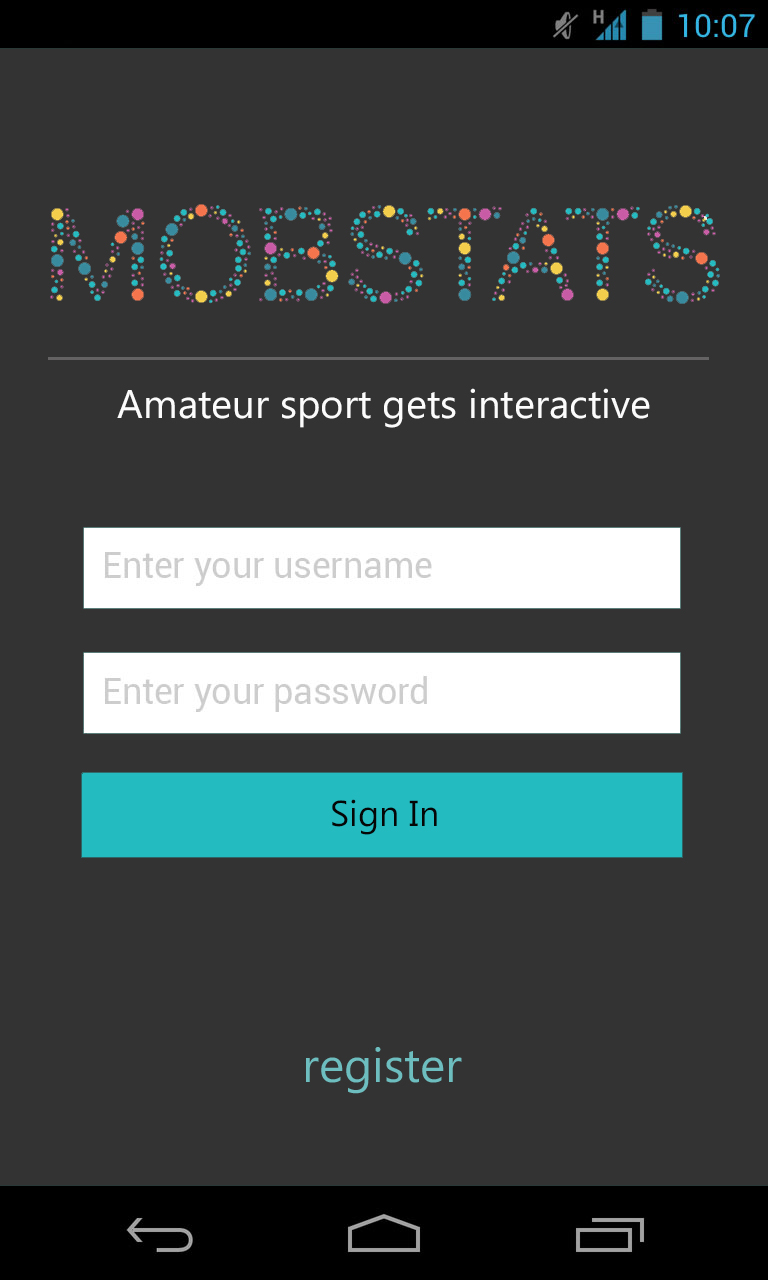 H 10:07
MOBSTATS
Amateur sport gets interactive
Enter your username
Enter your password
Sign In
register